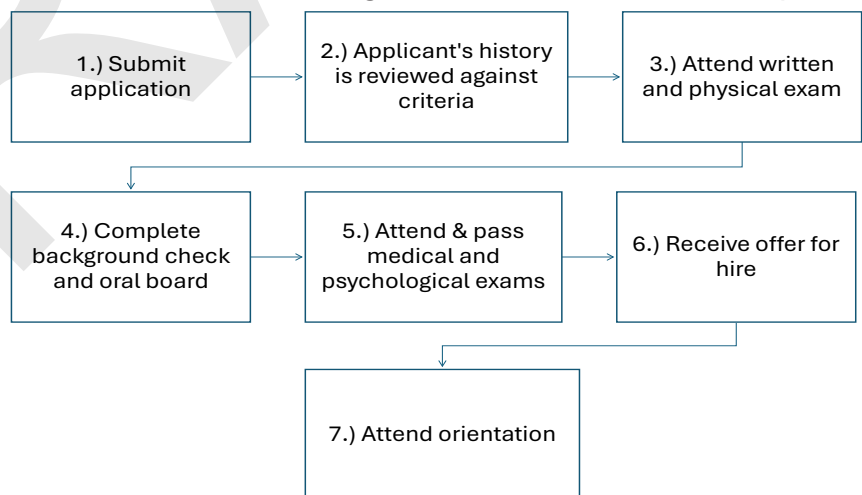 1.) Submit
application
2.) Applicant's history
is reviewed against
criteria
3.) Attend written
and physical exam
4.) Complete
background check
and oral board
5.) Attend & pass
medical and
psychological exams
6.) Receive offer for
hire
7.) Attend orientation